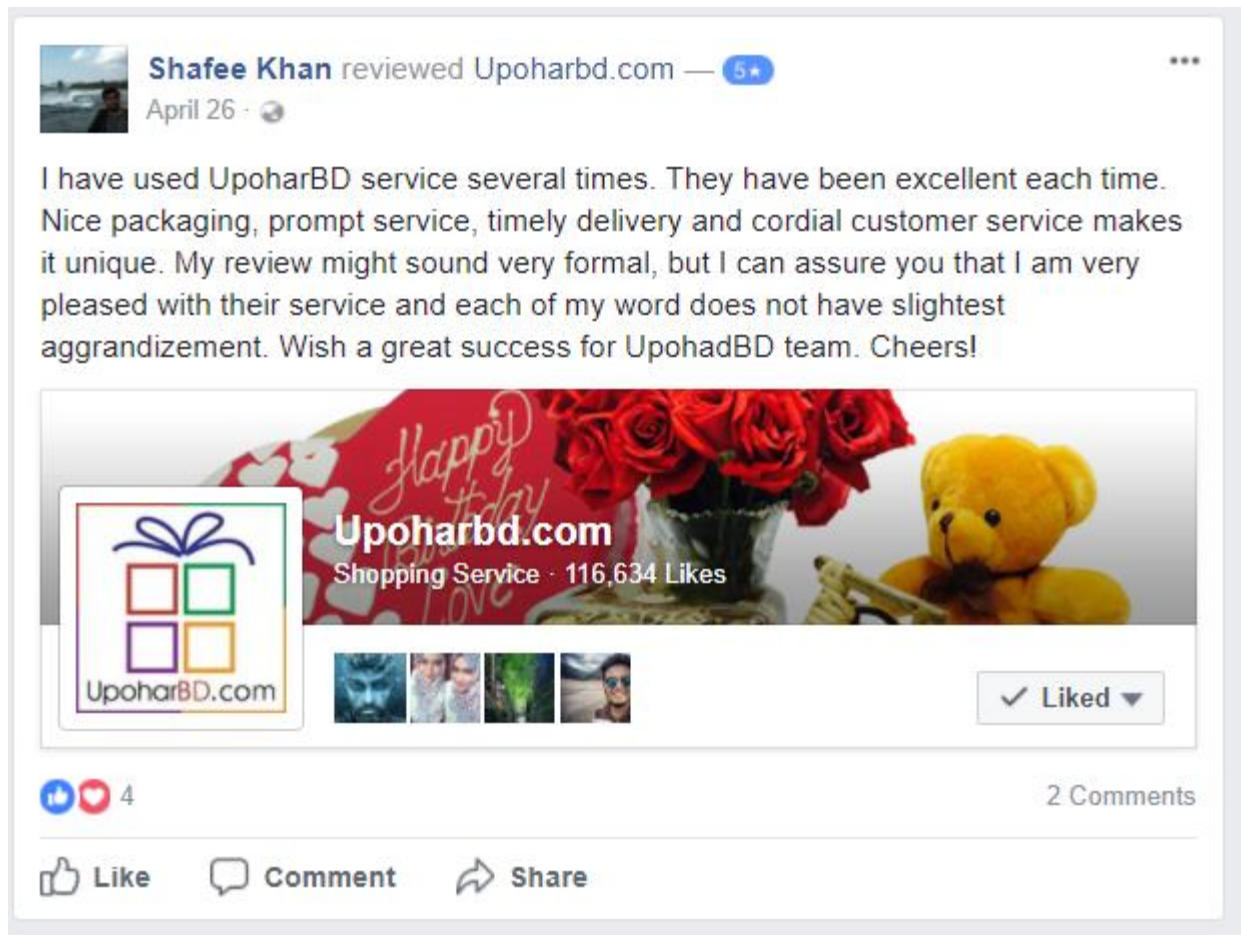 Shafee Khan reviewed Upoharbd.com — 5★
April 26 ·
I have used UpoharBD service several times. They have been excellent each time.
Nice packaging, prompt service, timely delivery and cordial customer service makes
it unique. My review might sound very formal, but I can assure you that I am very
pleased with their service and each of my word does not have slightest
aggrandizement. Wish a great success for UpohadBD team. Cheers!
Happy
Birthday
Love
Upoharbd.com
Shopping Service · 116,634 Likes
UpoharBD.com
Liked
4
2 Comments
Like Comment Share